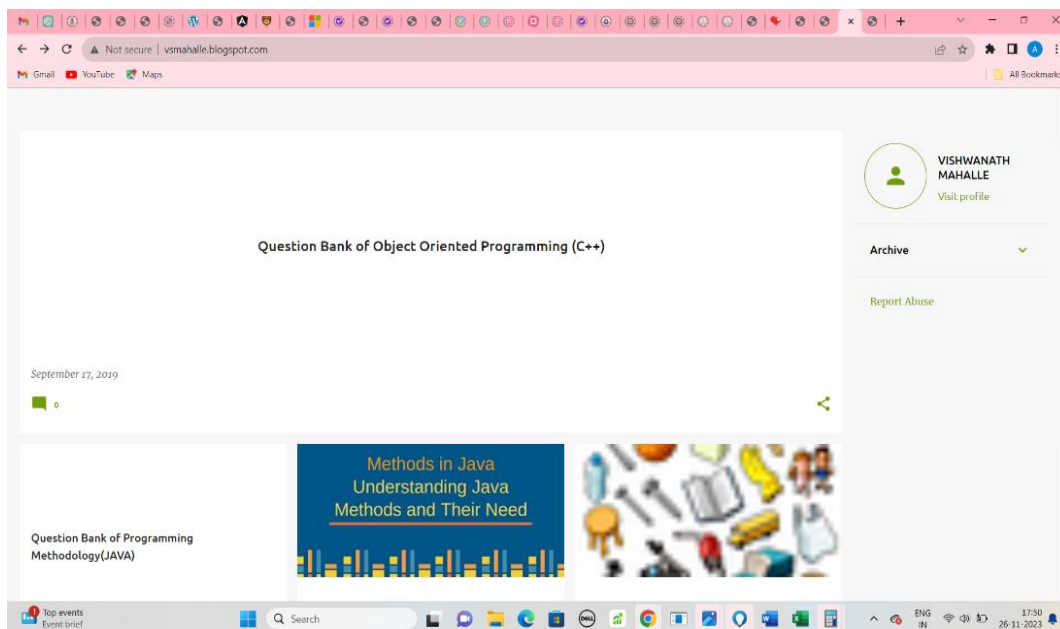 Not secure | vsmahalle.blogspot.com
Gmail YouTube Maps All Bookmarks
VISHWANATH
MAHALLE
Visit profile
Question Bank of Object Oriented Programming (C++)
Archive
Report Abuse
September 17, 2019
0
Methods in Java
Understanding Java
Methods and Their Need
Question Bank of Programming
Methodology(JAVA)
Top events
Event brief
Search
ENG
IN
17:50
26-11-2023